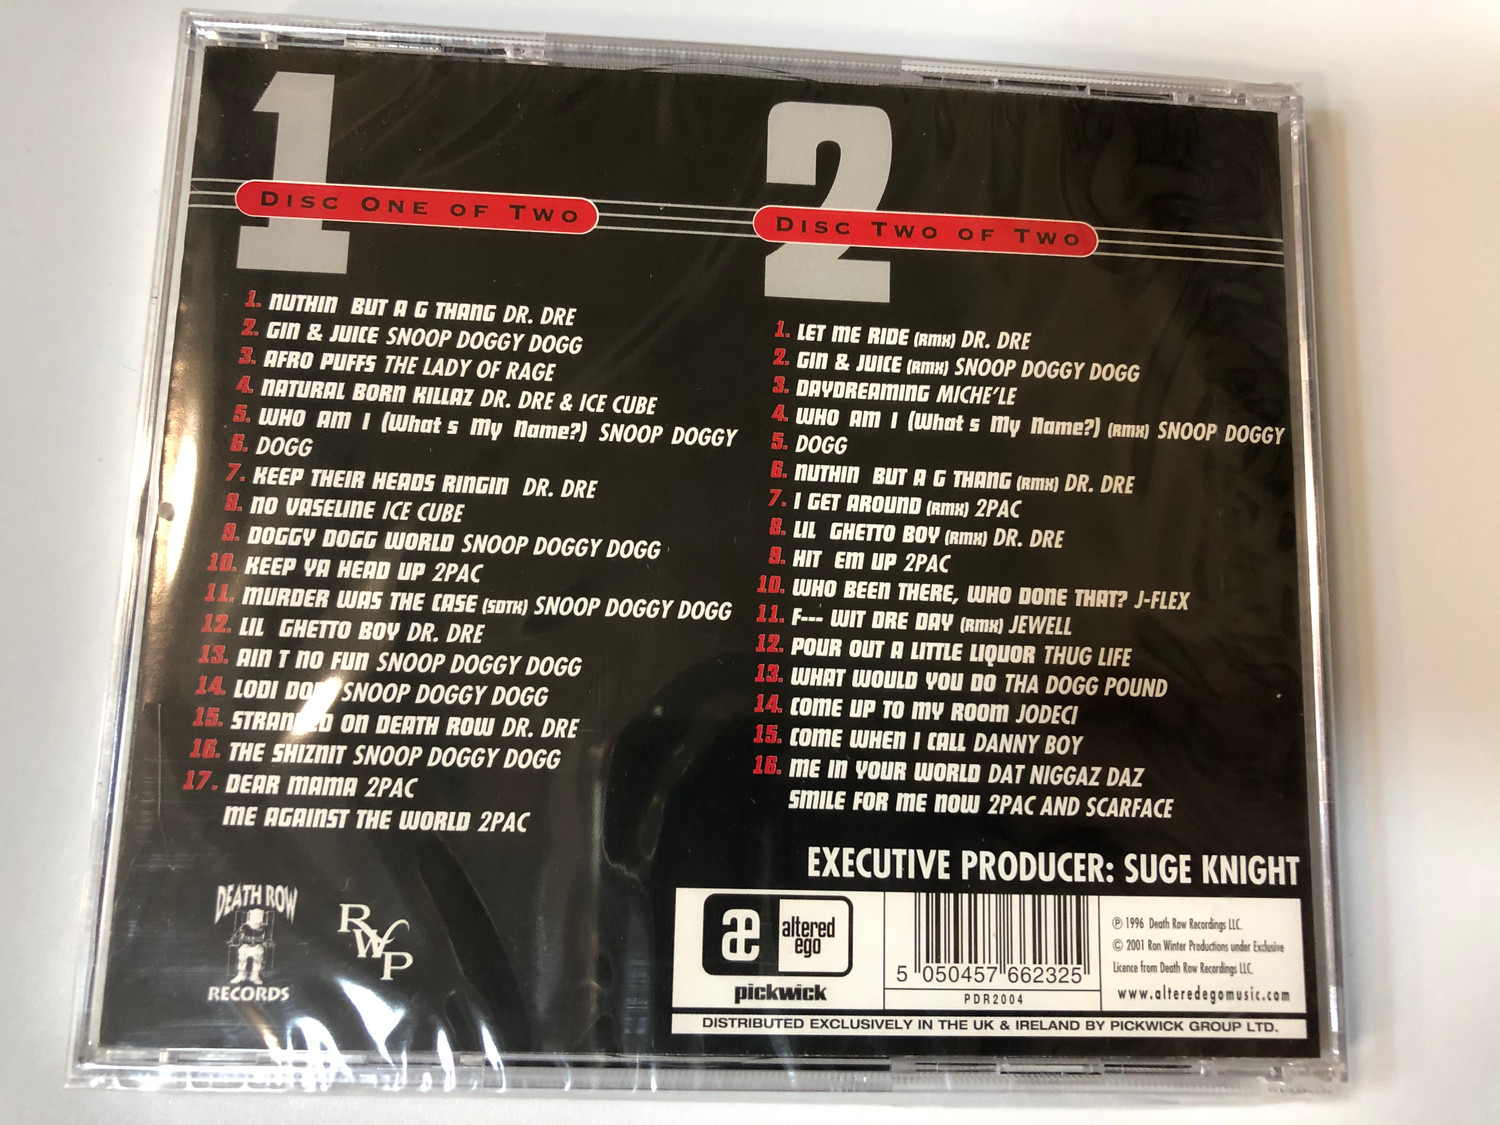 1
DISC ONE OF TWO
1. NUTHIN BUT A G THANG DR. DRE
2. GIN & JUICE SNOOP DOGGY DOGG
3. AFRO PUFFS THE LADY OF RAGE
4. NATURAL BORN KILLAZ DR. DRE & ICE CUBE
5. WHO AM I (What s My Name?) SNOOP DOGGY
6. DOGG
7. KEEP THEIR HEADS RINGIN DR. DRE
8. NO VASELINE ICE CUBE
9. DOGGY DOGG WORLD SNOOP DOGGY DOGG
10. KEEP YA HEAD UP 2PAC
11. MURDER WAS THE CASE (SDTK) SNOOP DOGGY DOGG
12. LIL GHETTO BOY DR. DRE
13. AIN T NO FUN SNOOP DOGGY DOGG
14. LODI SNOOP DOGGY DOGG
15. ON DEATH ROW DR. DRE
16. THE SHIZNIT SNOOP DOGGY DOGG
17. DEAR MAMA 2PAC
ME AGAINST THE WORLD 2PAC
2
DISC TWO OF TWO
1. LET ME RIDE (RMX) DR. DRE
2. GIN & JUICE (RMX) SNOOP DOGGY DOGG
3. DAYDREAMING MICHE'LE
4. WHO AM I (What s My Name?) (RMX) SNOOP DOGGY
5. DOGG
6. NUTHIN BUT A G THANG (RMX) DR. DRE
7. I GET AROUND (RMX) 2PAC
8. LIL GHETTO BOY (RMX) DR. DRE
9. HIT EM UP 2PAC
10. WHO BEEN THERE, WHO DONE THAT? J-FLEX
11. F--- WIT DRE DAY (RMX) JEWELL
12. POUR OUT A LITTLE LIQUOR THUG LIFE
13. WHAT WOULD YOU DO THA DOGG POUND
14. COME UP TO MY ROOM JODECI
15. COME WHEN I CALL DANNY BOY
16. ME IN YOUR WORLD DAT NIGGAZ DAZ
SMILE FOR ME NOW 2PAC AND SCARFACE
EXECUTIVE PRODUCER: SUGE KNIGHT
DEATH ROW
RECORDS
RWP
æ altered
ego
pickwick
5 050457 662325
PDR2004
℗ 1996 Death Row Recordings LLC.
© 2001 Ron Winter Productions under Exclusive
Licence from Death Row Recordings LLC.
www.alteredegomusic.com
DISTRIBUTED EXCLUSIVELY IN THE UK & IRELAND BY PICKWICK GROUP LTD.